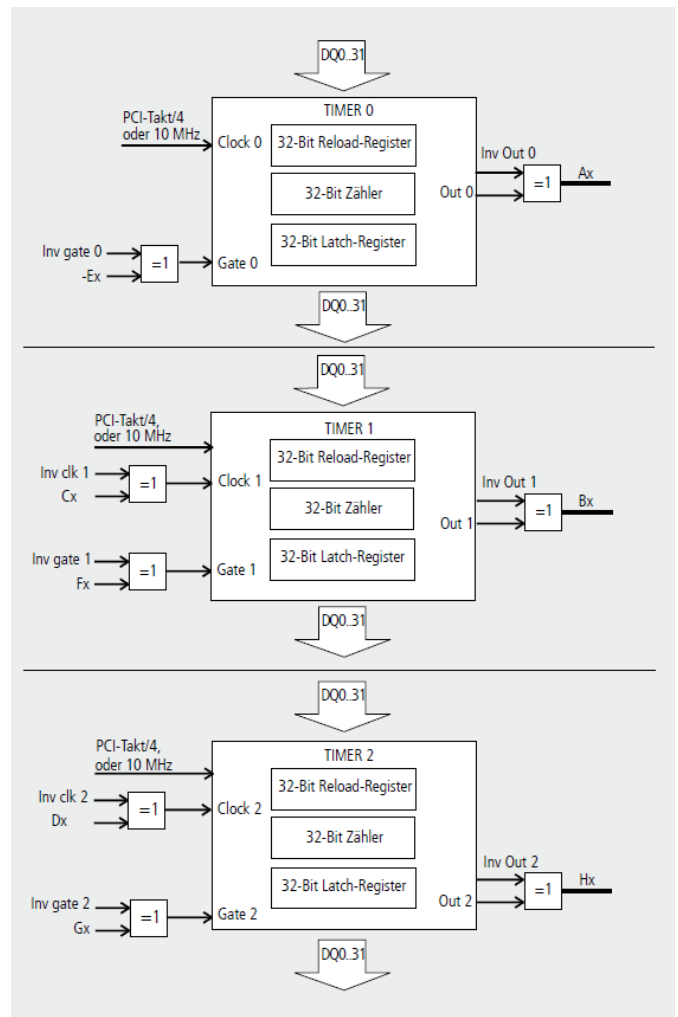 DQ0..31
TIMER 0
PCI-Takt/4
oder 10 MHz
Clock 0
32-Bit Reload-Register
32-Bit Zähler
32-Bit Latch-Register
Inv Out 0
Out 0
=1
Ax
Inv gate 0
-Ex
=1
Gate 0
DQ0..31
DQ0..31
TIMER 1
PCI-Takt/4,
oder 10 MHz
Inv clk 1
Cx
=1
Clock 1
32-Bit Reload-Register
32-Bit Zähler
32-Bit Latch-Register
Inv Out 1
Out 1
=1
Bx
Inv gate 1
Fx
=1
Gate 1
DQ0..31
DQ0..31
TIMER 2
PCI-Takt/4,
oder 10 MHz
Inv clk 2
Dx
=1
Clock 2
32-Bit Reload-Register
32-Bit Zähler
32-Bit Latch-Register
Inv Out 2
Out 2
=1
Hx
Inv gate 2
Gx
=1
Gate 2
DQ0..31